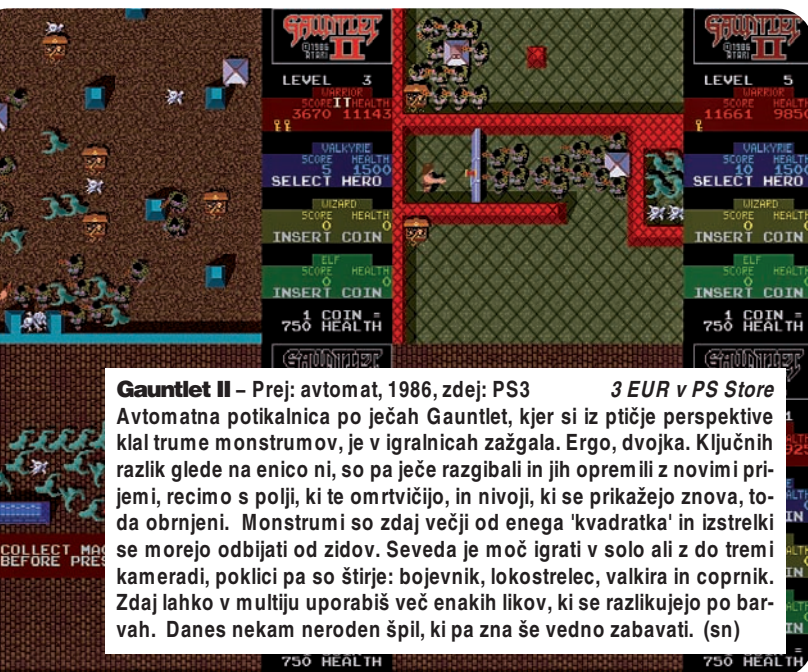 GAUNTLET II
©1986 ATARI
LEVEL 3
WARRIOR
SCORE IT HEALTH
3670 11143
VALKYRIE
SCORE HEALTH
5 1500
SELECT HERO
WIZARD
SCORE HEALTH
0 0
INSERT COIN
ELF
SCORE HEALTH
0 0
INSERT COIN
1 COIN =
750 HEALTH
GAUNTLET
GAUNTLET II
©1986 ATARI
LEVEL 5
WARRIOR
SCORE HEALTH
11661 9850
VALKYRIE
SCORE HEALTH
10 1500
SELECT HERO
WIZARD
SCORE HEALTH
0 0
INSERT COIN
ELF
SCORE HEALTH
0 0
INSERT COIN
1 COIN =
750 HEALTH
GAUNTLET
COLLECT
BEFORE
Gauntlet II – Prej: avtomat, 1986, zdej: PS3 3 EUR v PS Store
Avtomatna potikalnica po ječah Gauntlet, kjer si iz ptičje perspektive
klal trume monstrumov, je v igralnicah zažgala. Ergo, dvojka. Ključnih
razlik glede na enico ni, so pa ječe razgibali in jih opremili z novimi pri-
jemi, recimo s polji, ki te omrtvičijo, in nivoji, ki se prikažejo znova, to-
da obrnjeni. Monstrumi so zdaj večji od enega 'kvadratka' in izstrelki
se morejo odbijati od zidov. Seveda je moč igrati v solo ali z do tremi
kameradi, poklici pa so štirje: bojevnik, lokostrelec, valkira in coprnik.
Zdaj lahko v multiju uporabiš več enakih likov, ki se razlikujejo po bar-
vah. Danes nekam neroden špil, ki pa zna še vedno zabavati. (sn)
750 HEALTH
750 HEALTH